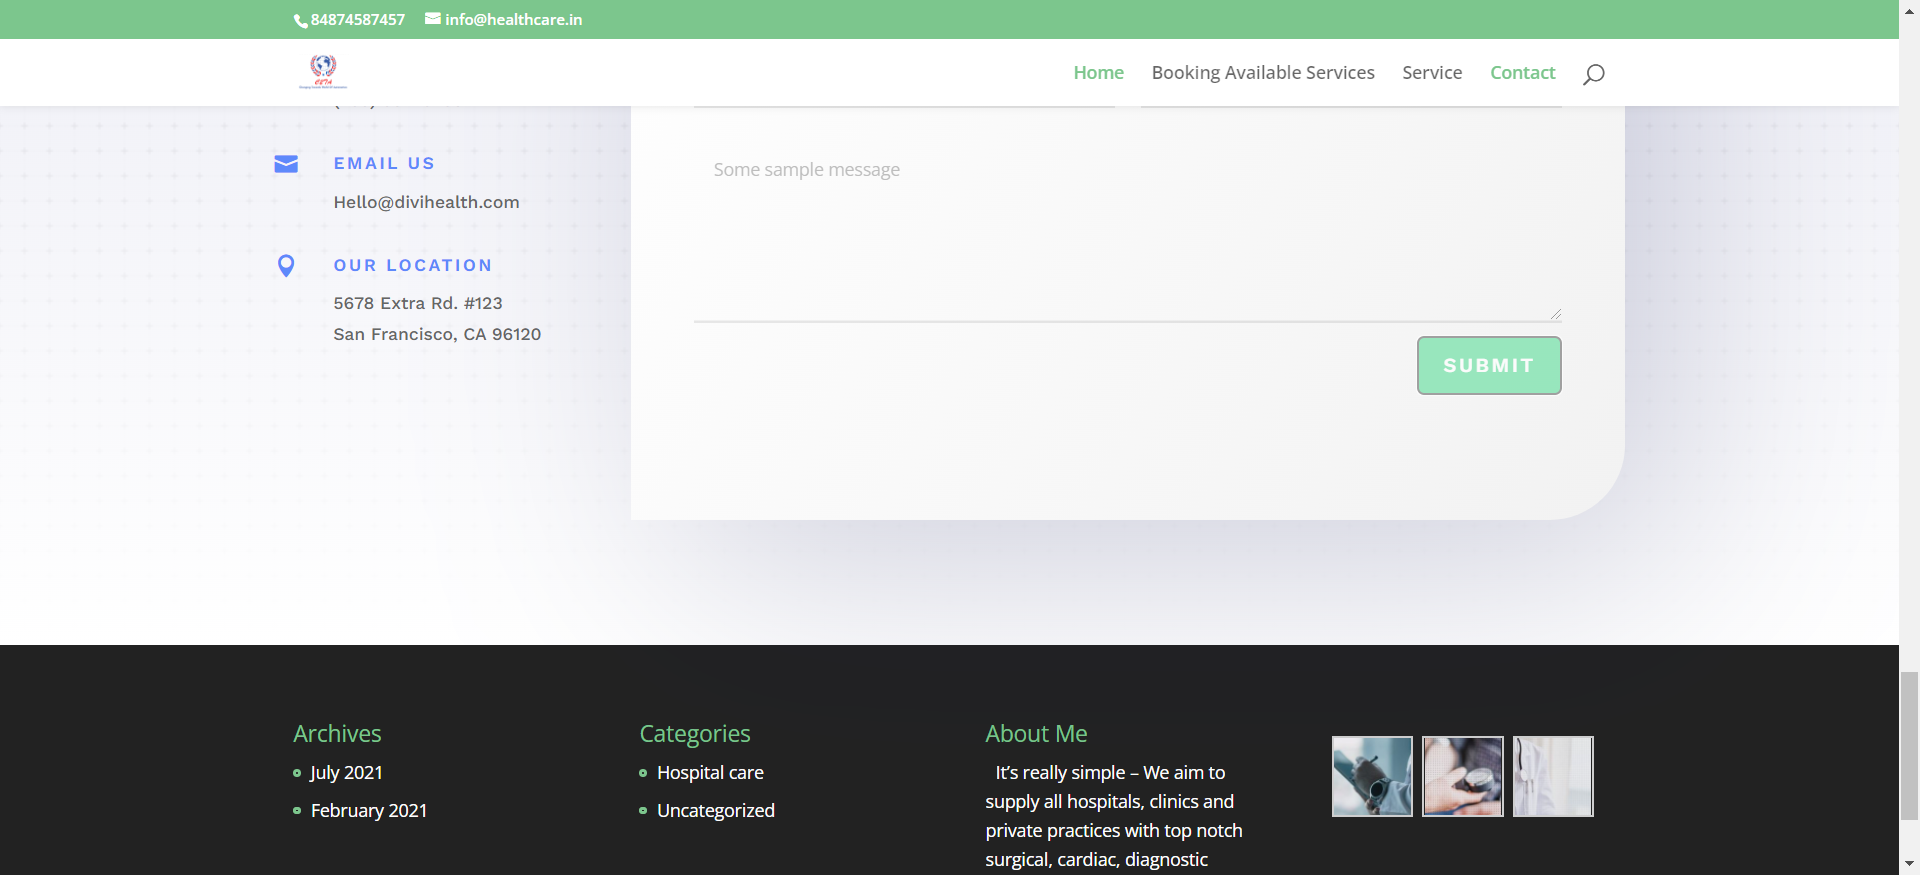 84874587457 info@healthcare.in
Home Booking Available Services Service Contact
EMAIL US
Hello@divihealth.com
OUR LOCATION
5678 Extra Rd. #123
San Francisco, CA 96120
Some sample message
SUBMIT
Archives
July 2021
February 2021
Categories
Hospital care
Uncategorized
About Me
It's really simple – We aim to
supply all hospitals, clinics and
private practices with top notch
surgical, cardiac, diagnostic